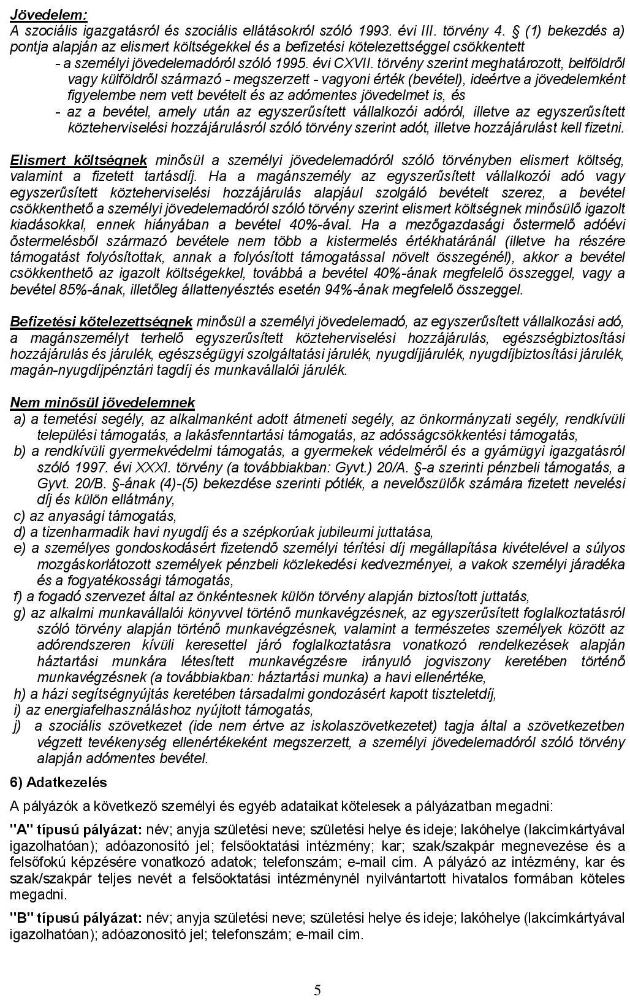 Jövedelem:
A szociális igazgatásról és szociális ellátásokról szóló 1993. évi III. törvény 4. § (1) bekezdés a)
pontja alapján az elismert költségekkel és a befizetési kötelezettséggel csökkentett
- a személyi jövedelemadóról szóló 1995. évi CXVII. törvény szerint meghatározott, belföldről
vagy külföldről származó - megszerzett - vagyoni érték (bevétel), ideértve a jövedelemként
figyelembe nem vett bevételt és az adómentes jövedelmet is, és
- az a bevétel, amely után az egyszerűsített vállalkozói adóról, illetve az egyszerűsített
közteherviselési hozzájárulásról szóló törvény szerint adót, illetve hozzájárulást kell fizetni.
Elismert költségnek minősül a személyi jövedelemadóról szóló törvényben elismert költség,
valamint a fizetett tartásdíj. Ha a magánszemély az egyszerűsített vállalkozói adó vagy
egyszerűsített közteherviselési hozzájárulás alapjául szolgáló bevételt szerez, a bevétel
csökkenthető a személyi jövedelemadóról szóló törvény szerint elismert költségnek minősülő igazolt
kiadásokkal, ennek hiányában a bevétel 40%-ával. Ha a mezőgazdasági őstermelő adóévi
őstermelésből származó bevétele nem több a kistermelés értékhatáránál (illetve ha részére
támogatást folyósítottak, annak a folyósított támogatással növelt összegénél), akkor a bevétel
csökkenthető az igazolt költségekkel, továbbá a bevétel 40%-ának megfelelő összeggel, vagy a
bevétel 85%-ának, illetőleg állattenyésztés esetén 94%-ának megfelelő összeggel.
Befizetési kötelezettségnek minősül a személyi jövedelemadó, az egyszerűsített vállalkozási adó,
a magánszemélyt terhelő egyszerűsített közteherviselési hozzájárulás, egészségbiztosítási
hozzájárulás és járulék, egészségügyi szolgáltatási járulék, nyugdíjjárulék, nyugdíjbiztosítási járulék,
magán-nyugdíjpénztári tagdíj és munkavállalói járulék.
Nem minősül jövedelemnek
a) a temetési segély, az alkalmanként adott átmeneti segély, az önkormányzati segély, rendkívüli
települési támogatás, a lakásfenntartási támogatás, az adósságcsökkentési támogatás,
b) a rendkívüli gyermekvédelmi támogatás, a gyermekek védelméről és a gyámügyi igazgatásról
szóló 1997. évi XXXI. törvény (a továbbiakban: Gyvt.) 20/A. §-a szerinti pénzbeli támogatás, a
Gyvt. 20/B. §-ának (4)-(5) bekezdése szerinti pótlék, a nevelőszülők számára fizetett nevelési
díj és külön ellátmány,
c) az anyasági támogatás,
d) a tizenharmadik havi nyugdíj és a szépkorúak jubileumi juttatása,
e) a személyes gondoskodásért fizetendő személyi térítési díj megállapítása kivételével a súlyos
mozgáskorlátozott személyek pénzbeli közlekedési kedvezményei, a vakok személyi járadéka
és a fogyatékossági támogatás,
f) a fogadó szervezet által az önkéntesnek külön törvény alapján biztosított juttatás,
g) az alkalmi munkavállalói könyvvel történő munkavégzésnek, az egyszerűsített foglalkoztatásról
szóló törvény alapján történő munkavégzésnek, valamint a természetes személyek között az
adórendszeren kívüli keresettel járó foglalkoztatásra vonatkozó rendelkezések alapján
háztartási munkára létesített munkavégzésre irányuló jogviszony keretében történő
munkavégzésnek (a továbbiakban: háztartási munka) a havi ellenértéke,
h) a házi segítségnyújtás keretében társadalmi gondozásért kapott tiszteletdíj,
i) az energiafelhasználáshoz nyújtott támogatás,
j) a szociális szövetkezet (ide nem értve az iskolaszövetkezetet) tagja által a szövetkezetben
végzett tevékenység ellenértékeként megszerzett, a személyi jövedelemadóról szóló törvény
alapján adómentes bevétel.
6) Adatkezelés
A pályázók a következő személyi és egyéb adataikat kötelesek a pályázatban megadni:
"A" típusú pályázat: név; anyja születési neve; születési helye és ideje; lakóhelye (lakcímkártyával
igazolhatóan); adóazonosító jel; felsőoktatási intézmény; kar; szak/szakpár megnevezése és a
felsőfokú képzésére vonatkozó adatok; telefonszám; e-mail cím. A pályázó az intézmény, kar és
szak/szakpár teljes nevét a felsőoktatási intézménynél nyilvántartott hivatalos formában köteles
megadni.
"B" típusú pályázat: név; anyja születési neve; születési helye és ideje; lakóhelye (lakcímkártyával
igazolhatóan); adóazonosító jel; telefonszám; e-mail cím.
5